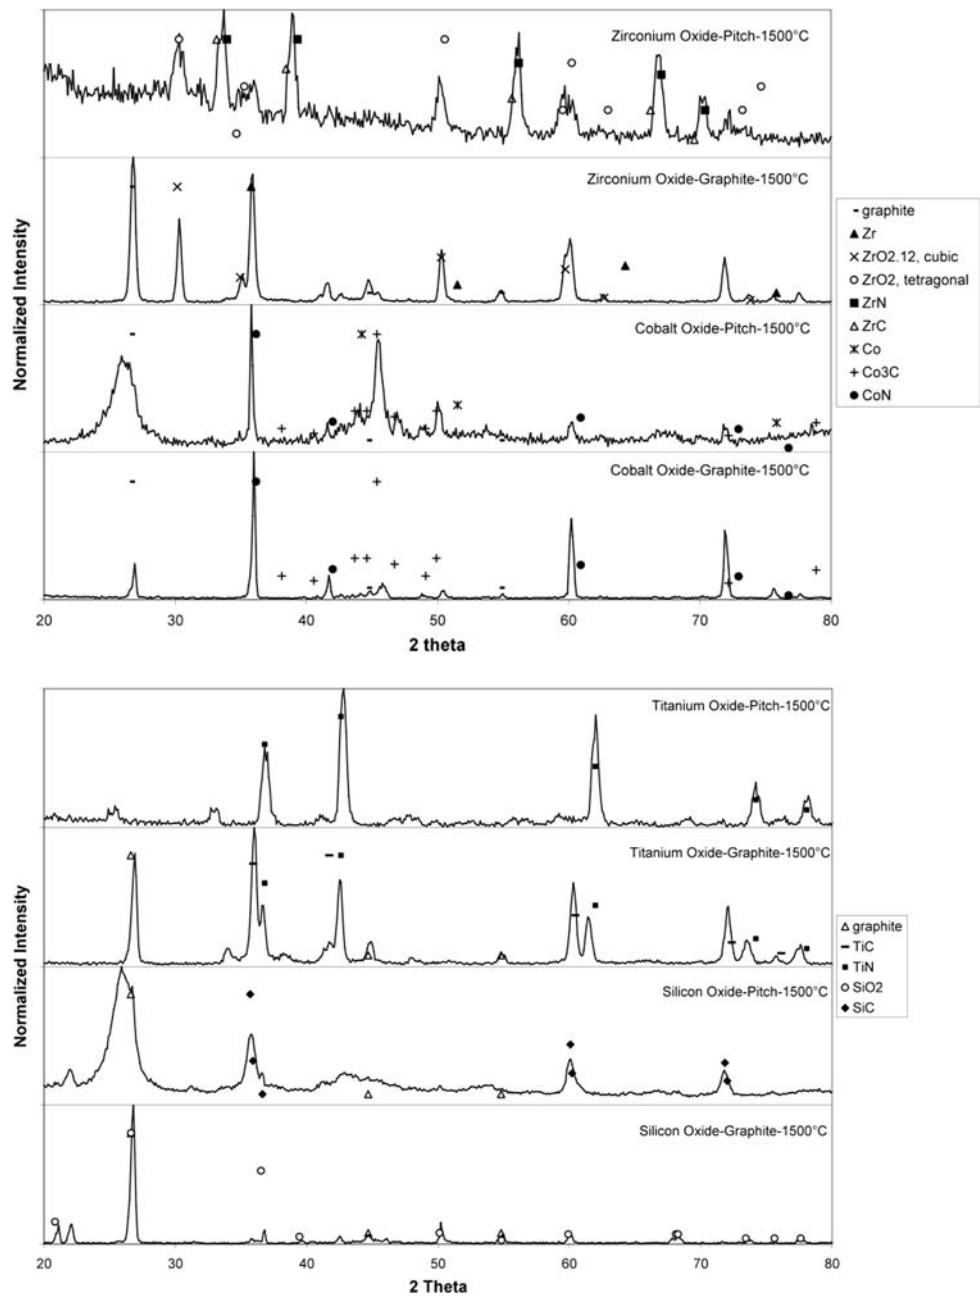 Zirconium Oxide-Pitch-1500°C
Zirconium Oxide-Graphite-1500°C
Cobalt Oxide-Pitch-1500°C
Cobalt Oxide-Graphite-1500°C
Normalized Intensity
20 30 40 50 60 70 80
2 theta
graphite
Zr
ZrO2.12, cubic
ZrO2, tetragonal
ZrN
ZrC
Co
Co3C
CoN
Titanium Oxide-Pitch-1500°C
Titanium Oxide-Graphite-1500°C
Silicon Oxide-Pitch-1500°C
Silicon Oxide-Graphite-1500°C
Normalized Intensity
20 30 40 50 60 70 80
2 Theta
graphite
TiC
TiN
SiO2
SiC